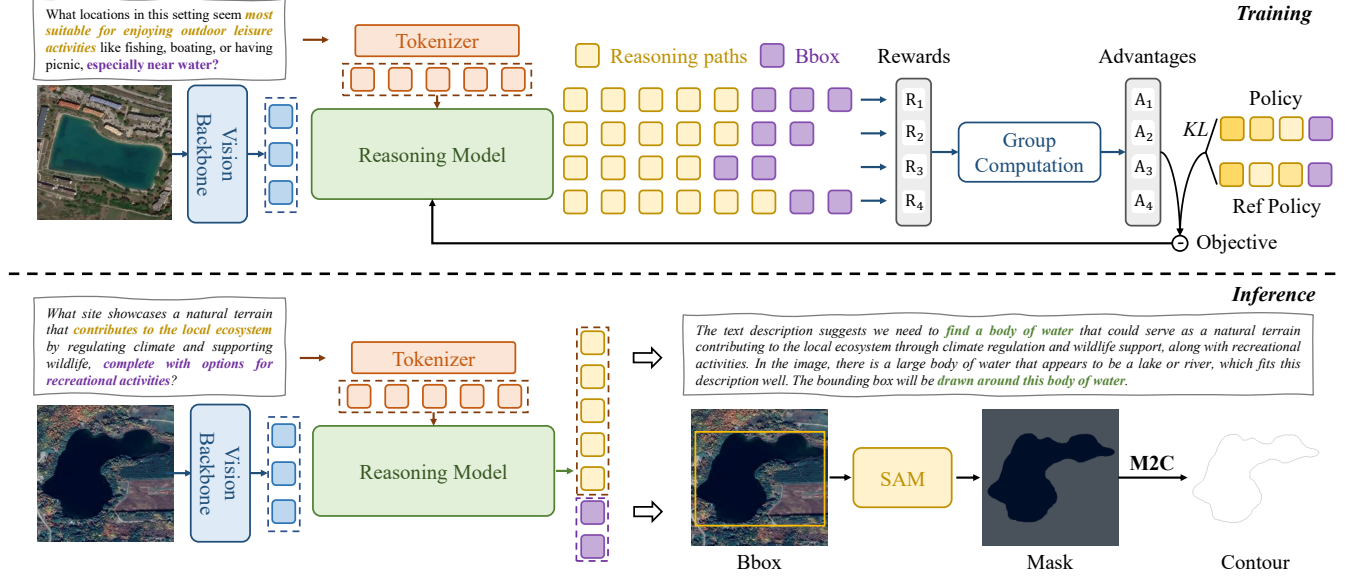 Training
What locations in this setting seem most
suitable for enjoying outdoor leisure
activities like fishing, boating, or having
picnic, especially near water?
Tokenizer
Vision
Backbone
Reasoning Model
Reasoning paths
Bbox
Rewards
Advantages
R1
R2
R3
R4
Group
Computation
A1
A2
A3
A4
KL
Policy
Ref Policy
Objective
Inference
What site showcases a natural terrain
that contributes to the local ecosystem
by regulating climate and supporting
wildlife, complete with options for
recreational activities?
Tokenizer
Vision
Backbone
Reasoning Model
The text description suggests we need to find a body of water that could serve as a natural terrain
contributing to the local ecosystem through climate regulation and wildlife support, along with recreational
activities. In the image, there is a large body of water that appears to be a lake or river, which fits this
description well. The bounding box will be drawn around this body of water.
SAM
M2C
Bbox
Mask
Contour